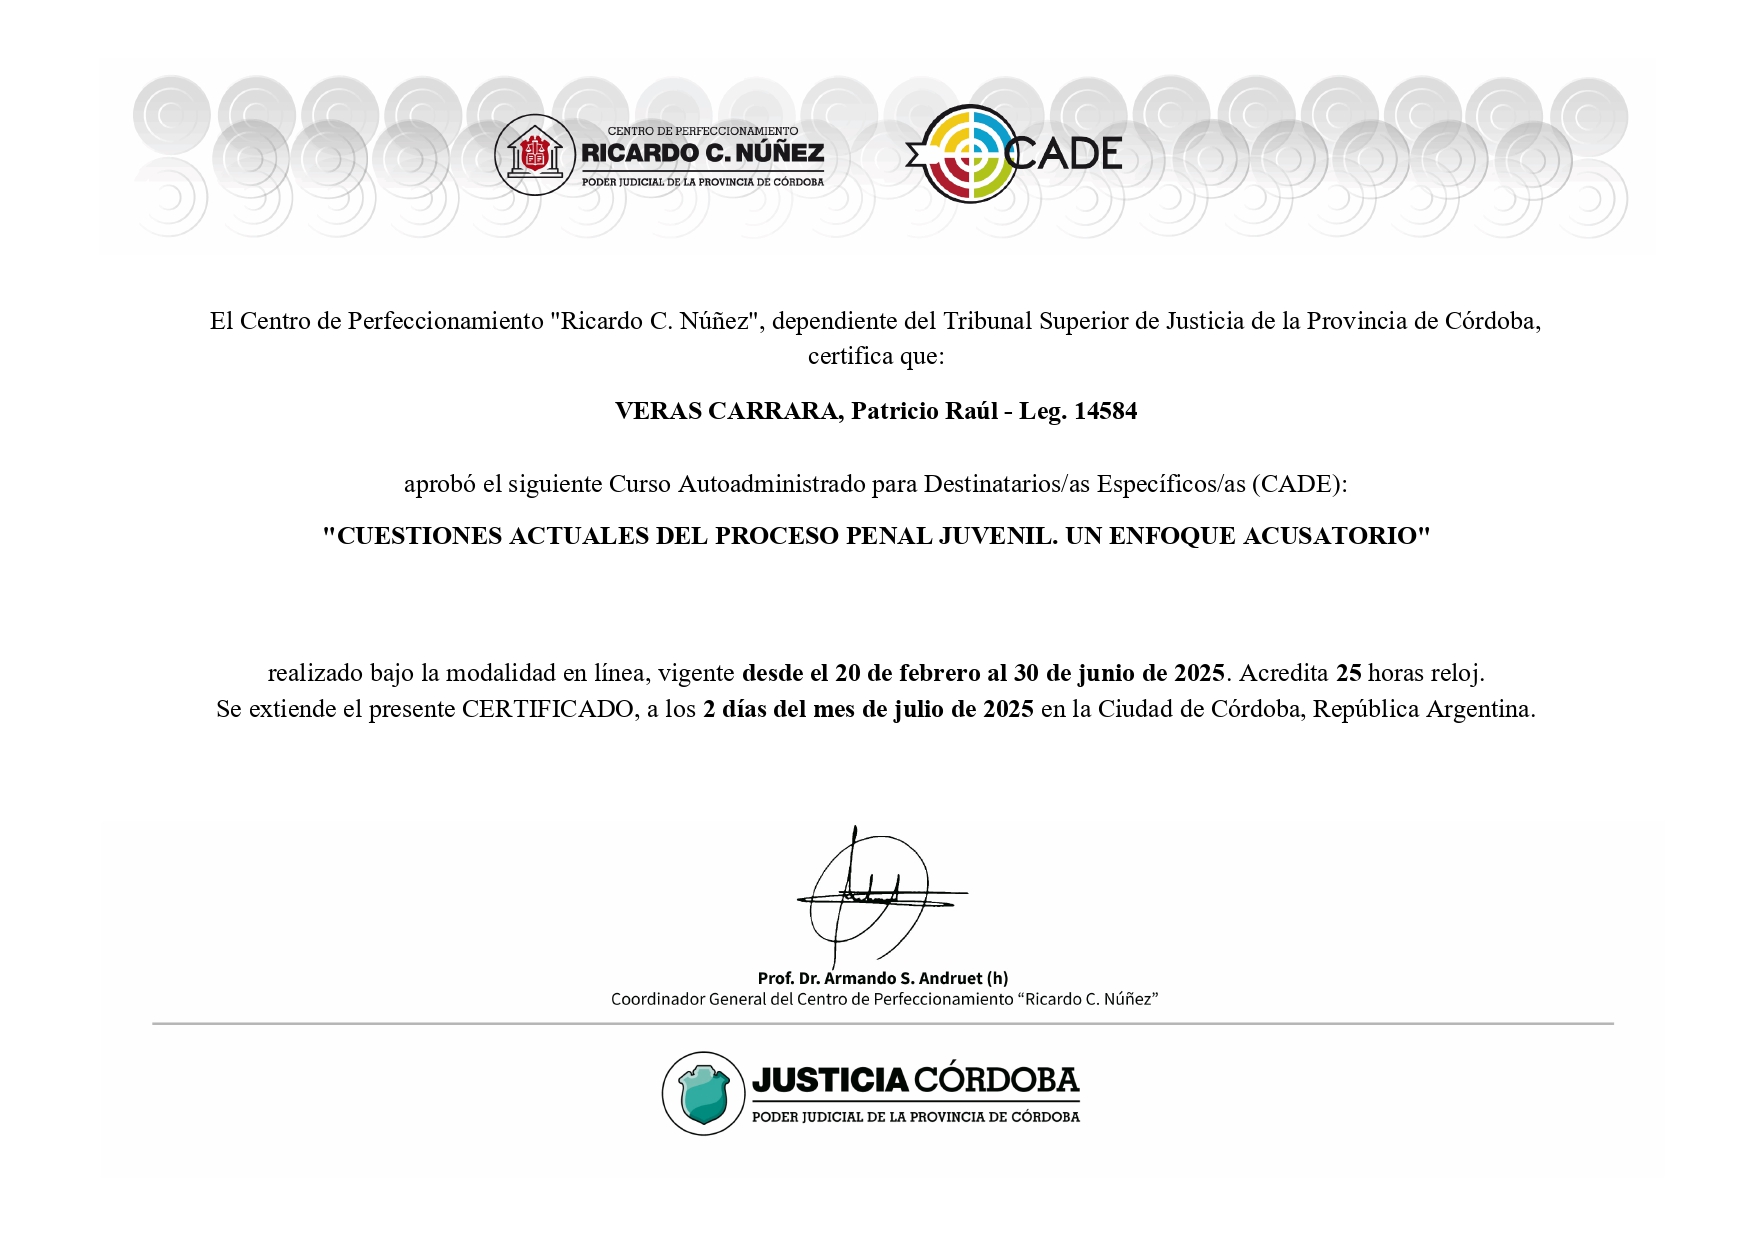 CENTRO DE PERFECCIONAMIENTO
RICARDO C. NÚÑEZ
PODER JUDICIAL DE LA PROVINCIA DE CÓRDOBA
CADE
El Centro de Perfeccionamiento "Ricardo C. Núñez", dependiente del Tribunal Superior de Justicia de la Provincia de Córdoba,
certifica que:
VERAS CARRARA, Patricio Raúl - Leg. 14584
aprobó el siguiente Curso Autoadministrado para Destinatarios/as Específicos/as (CADE):
"CUESTIONES ACTUALES DEL PROCESO PENAL JUVENIL. UN ENFOQUE ACUSATORIO"
realizado bajo la modalidad en línea, vigente desde el 20 de febrero al 30 de junio de 2025. Acredita 25 horas reloj.
Se extiende el presente CERTIFICADO, a los 2 días del mes de julio de 2025 en la Ciudad de Córdoba, República Argentina.
Prof. Dr. Armando S. Andruet (h)
Coordinador General del Centro de Perfeccionamiento “Ricardo C. Núñez”
JUSTICIA CÓRDOBA
PODER JUDICIAL DE LA PROVINCIA DE CÓRDOBA